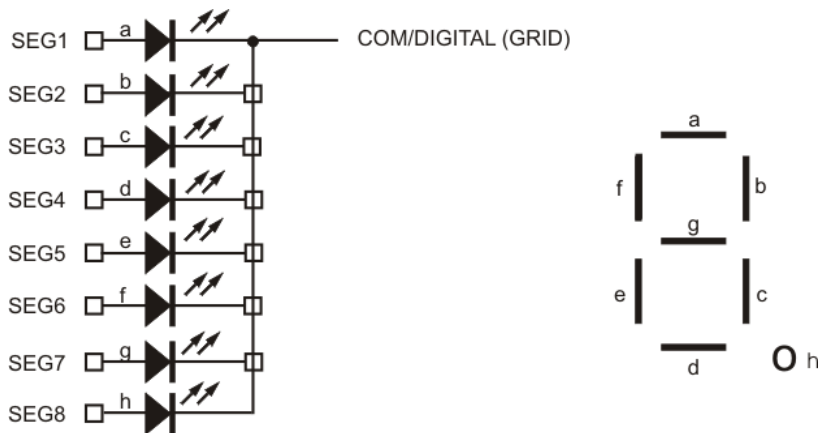 SEG1 a COM/DIGITAL (GRID)
SEG2 b
SEG3 c
SEG4 d
SEG5 e
SEG6 f
SEG7 g
SEG8 h
a
f b
g
e c
d h